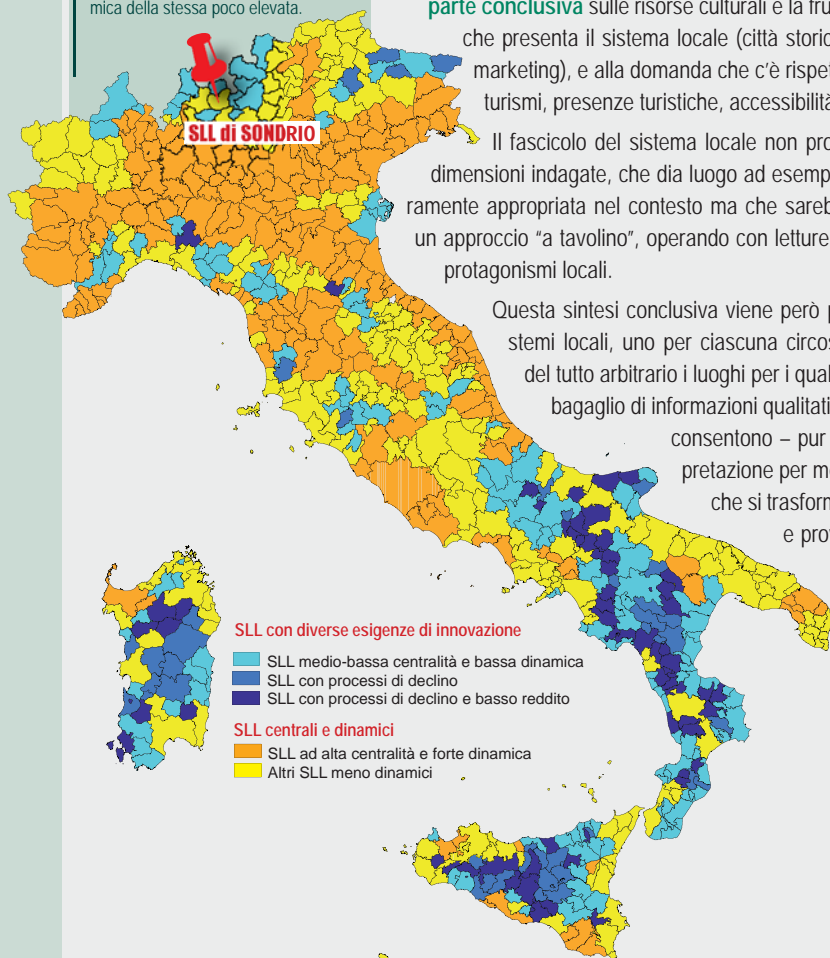 mica della stessa poco elevata.
parte conclusiva sulle risorse culturali e la fru
che presenta il sistema locale (città storic
marketing), e alla domanda che c'è rispet
turismi, presenze turistiche, accessibilità
Il fascicolo del sistema locale non pro
dimensioni indagate, che dia luogo ad esemp
ramente appropriata nel contesto ma che sareb
un approccio "a tavolino", operando con letture
protagonismi locali.
Questa sintesi conclusiva viene però p
stemi locali, uno per ciascuna circos
del tutto arbitrario i luoghi per i qual
bagaglio di informazioni qualitati
consentono – pur
pretazione per me
che si trasform
e prot
SLL di SONDRIO
SLL con diverse esigenze di innovazione
SLL medio-bassa centralità e bassa dinamica
SLL con processi di declino
SLL con processi di declino e basso reddito
SLL centrali e dinamici
SLL ad alta centralità e forte dinamica
Altri SLL meno dinamici